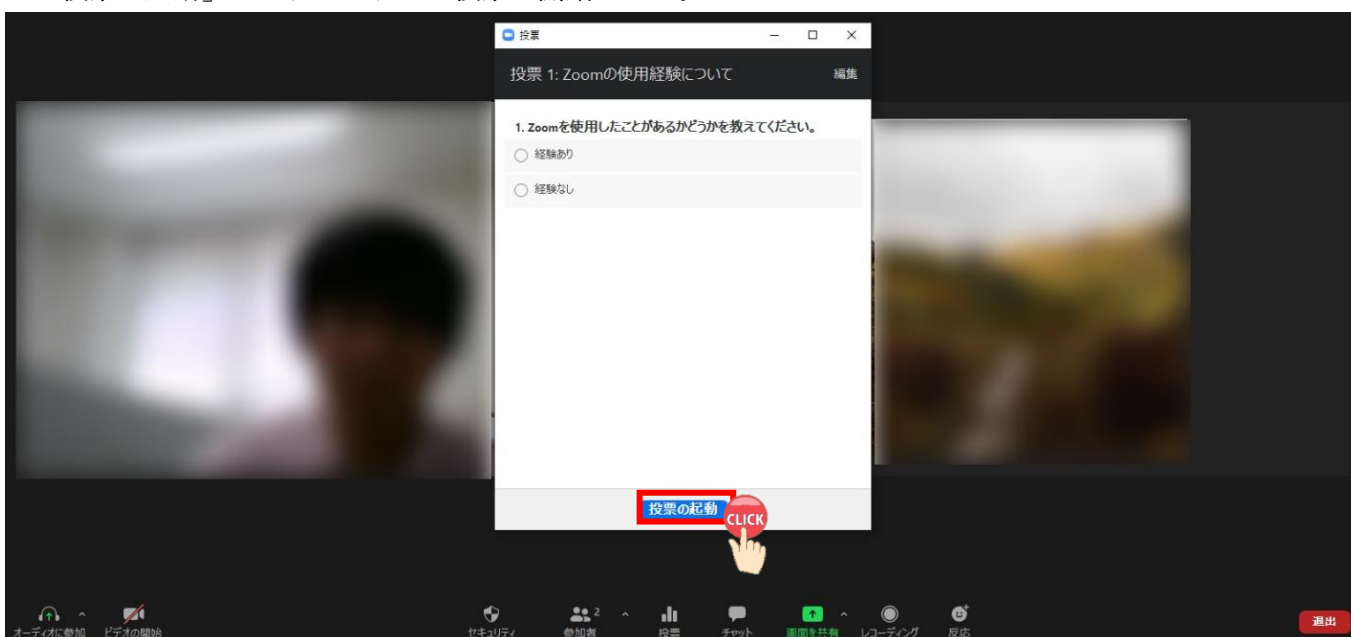 投票
投票 1: Zoomの使用経験について 編集
1. Zoomを使用したことがあるかどうかを教えてください。
経験あり
経験なし
投票の起動
CLICK
オーディオに参加 ビデオの開始 セキュリティ 参加者 2 投票 チャット 画面を共有 レコーディング 反応 退出